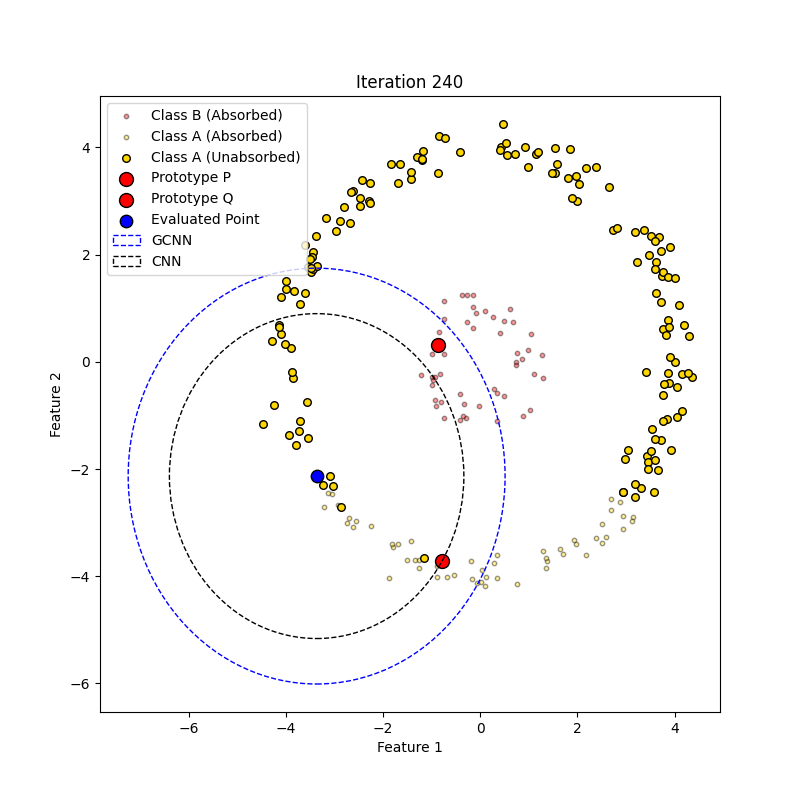 Iteration 240
Class B (Absorbed)
Class A (Absorbed)
Class A (Unabsorbed)
Prototype P
Prototype Q
Evaluated Point
GCNN
CNN
4
2
0
−2
−4
−6
Feature 2
−6 −4 −2 0 2 4
Feature 1